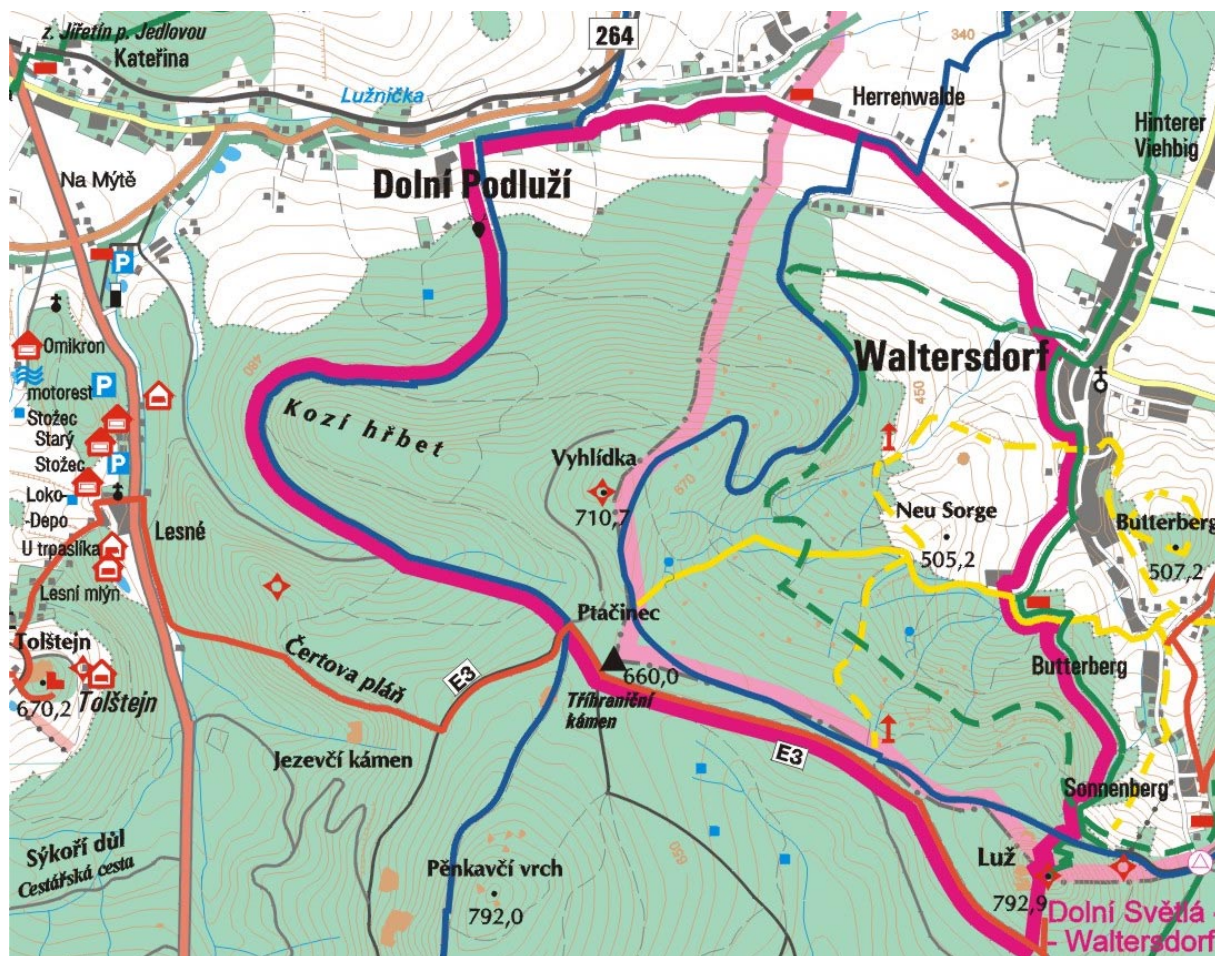 z. Jiřetín p. Jedlovou
Kateřina
264
340
Lužnička
Herrenwalde
Hinterer
Viehbig
Na Mýtě
Dolní Podluží
P
Omikron
motorest
P
Stožec
Starý
Stožec
P
Loko-
-Depo
U trpaslíka
Lesní mlýn
Lesné
480
Kozí hřbet
Waltersdorf
450
Vyhlídka
710,7
670
Neu Sorge
505,2
Butterberg
507,2
Tolštejn
670,2
Tolštejn
Čertova pláň
E3
Ptačinec
660,0
Tříhraniční
kámen
Butterberg
Jezevčí kámen
E3
Sonnenberg
Sýkoří důl
Cestářská cesta
Pěnkavčí vrch
792,0
650
Luž
792,9
Dolní Světlá -
- Waltersdorf